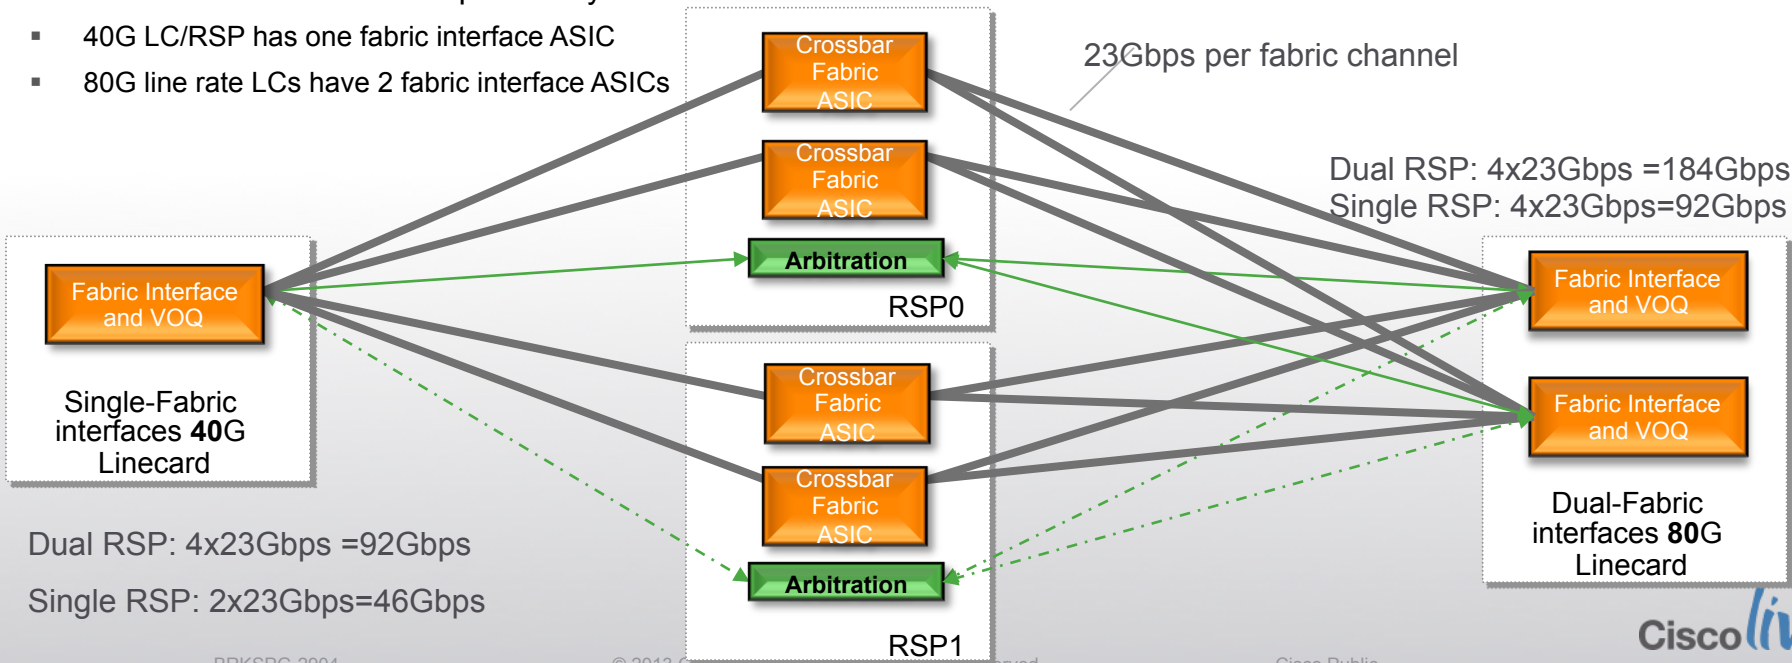 ▪ 40G LC/RSP has one fabric interface ASIC
▪ 80G line rate LCs have 2 fabric interface ASICs
Crossbar
Fabric
ASIC
23Gbps per fabric channel
Crossbar
Fabric
ASIC
Dual RSP: 4x23Gbps =184Gbps
Single RSP: 4x23Gbps=92Gbps
Arbitration
RSP0
Fabric Interface
and VOQ
Fabric Interface
and VOQ
Single-Fabric
interfaces 40G
Linecard
Crossbar
Fabric
ASIC
Fabric Interface
and VOQ
Crossbar
Fabric
ASIC
Dual-Fabric
interfaces 80G
Linecard
Dual RSP: 4x23Gbps =92Gbps
Single RSP: 2x23Gbps=46Gbps
Arbitration
RSP1
Cisco
© 2013
Cisco Public